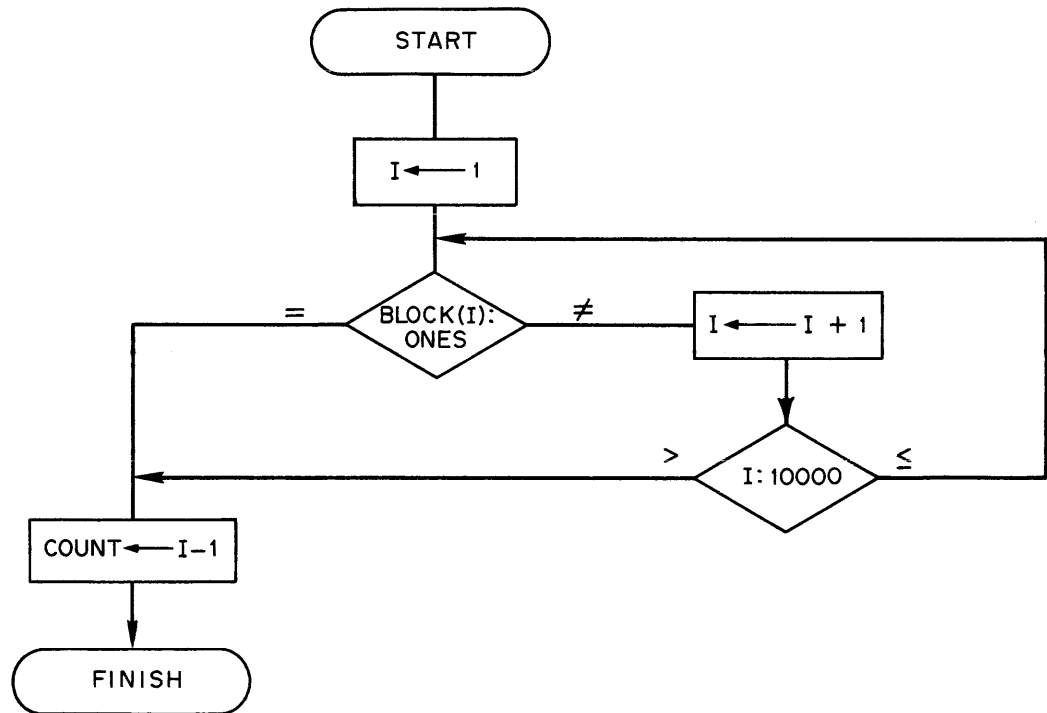 START
I ← 1
BLOCK(I):
ONES
=
≠
I ← I + 1
I: 10000
>
≤
COUNT ← I-1
FINISH